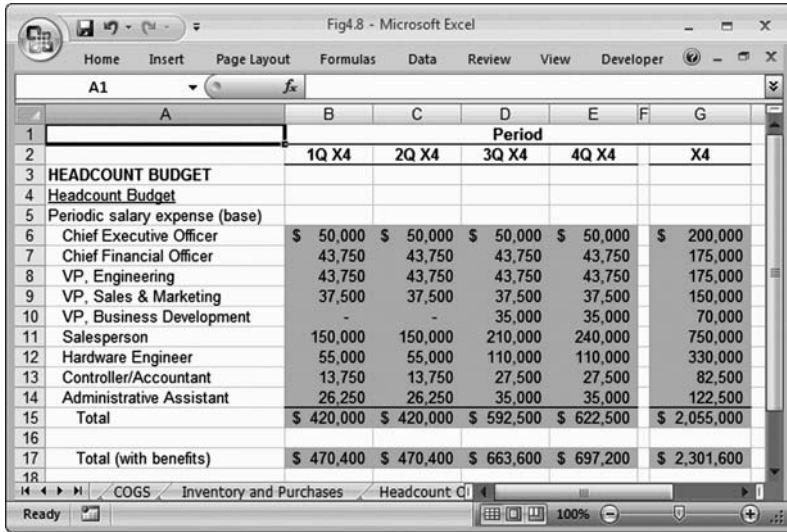 Fig4.8 - Microsoft Excel
Home Insert Page Layout Formulas Data Review View Developer
A1 fx
A B C D E F G
1 Period
2 1Q X4 2Q X4 3Q X4 4Q X4 X4
3 HEADCOUNT BUDGET
4 Headcount Budget
5 Periodic salary expense (base)
6 Chief Executive Officer $ 50,000 $ 50,000 $ 50,000 $ 50,000 $ 200,000
7 Chief Financial Officer 43,750 43,750 43,750 43,750 175,000
8 VP, Engineering 43,750 43,750 43,750 43,750 175,000
9 VP, Sales & Marketing 37,500 37,500 37,500 37,500 150,000
10 VP, Business Development - - 35,000 35,000 70,000
11 Salesperson 150,000 150,000 210,000 240,000 750,000
12 Hardware Engineer 55,000 55,000 110,000 110,000 330,000
13 Controller/Accountant 13,750 13,750 27,500 27,500 82,500
14 Administrative Assistant 26,250 26,250 35,000 35,000 122,500
15 Total $ 420,000 $ 420,000 $ 592,500 $ 622,500 $ 2,055,000
16
17 Total (with benefits) $ 470,400 $ 470,400 $ 663,600 $ 697,200 $ 2,301,600
18
COGS Inventory and Purchases Headcount C
Ready 100%